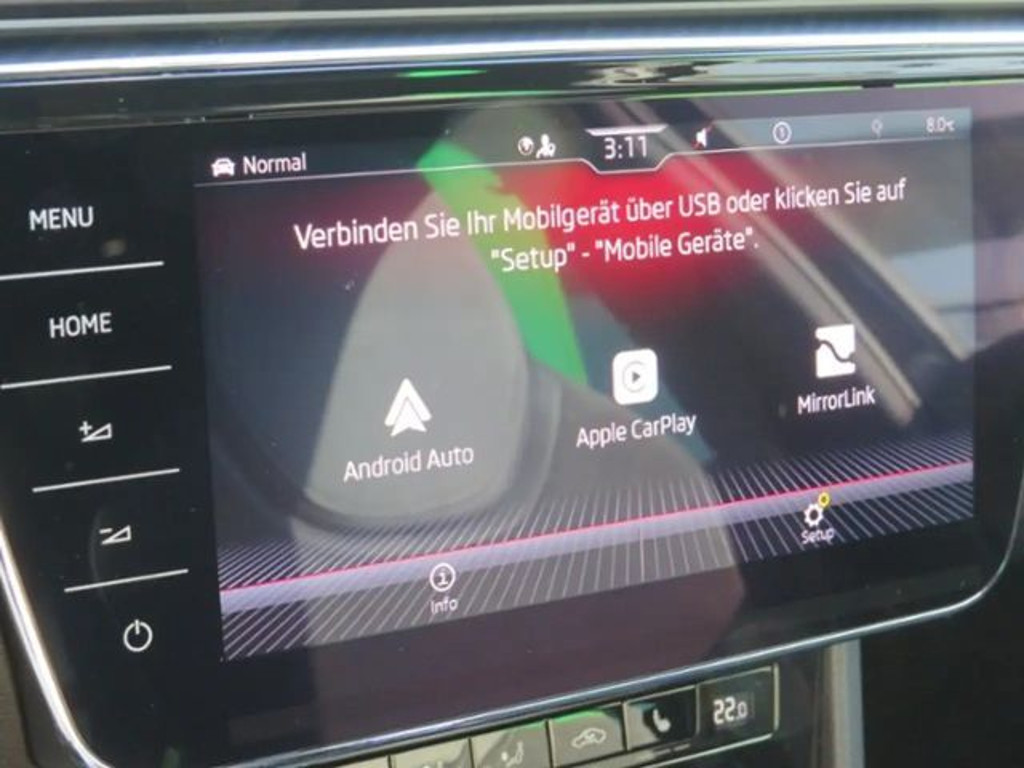 Normal
3:11
8.0°C
MENU
Verbinden Sie Ihr Mobilgerät über USB oder klicken Sie auf
"Setup" - "Mobile Geräte".
HOME
Android Auto
Apple CarPlay
MirrorLink
Info
Setup
22.0